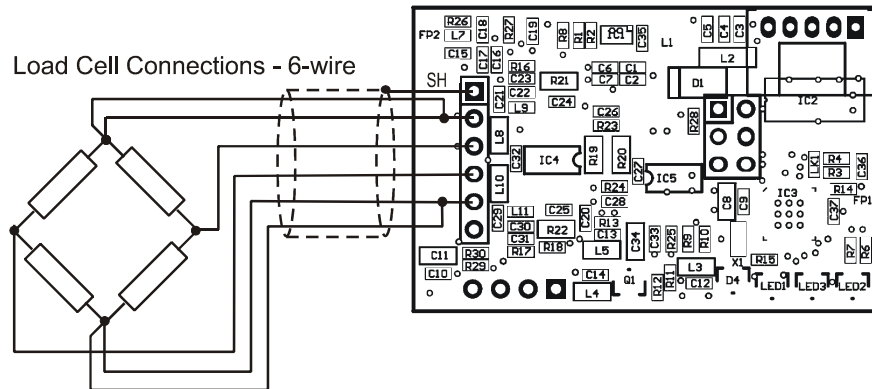 Load Cell Connections - 6-wire
SH
FP2
R26
L7
C15
C18
C17
C16
R27
C19
R8
R1
R2
C35
L1
C5
C4
C3
L2
R16
C23
C22
L9
C21
R21
C24
C6
C7
C1
C2
D1
IC2
C26
R23
R28
L8
L10
C32
IC4
R19
R20
C27
IC5
LK1
R4
R3
C36
R14
FP1
IC3
C37
C29
L11
C30
C31
R17
C25
R22
R18
C20
R24
C28
R13
C13
L5
C34
C33
R25
R9
R10
C8
C9
X1
R15
R7
R6
C11
C10
R30
R29
C14
L4
Q1
R12
R11
L3
C12
D4
LED1
LED3
LED2